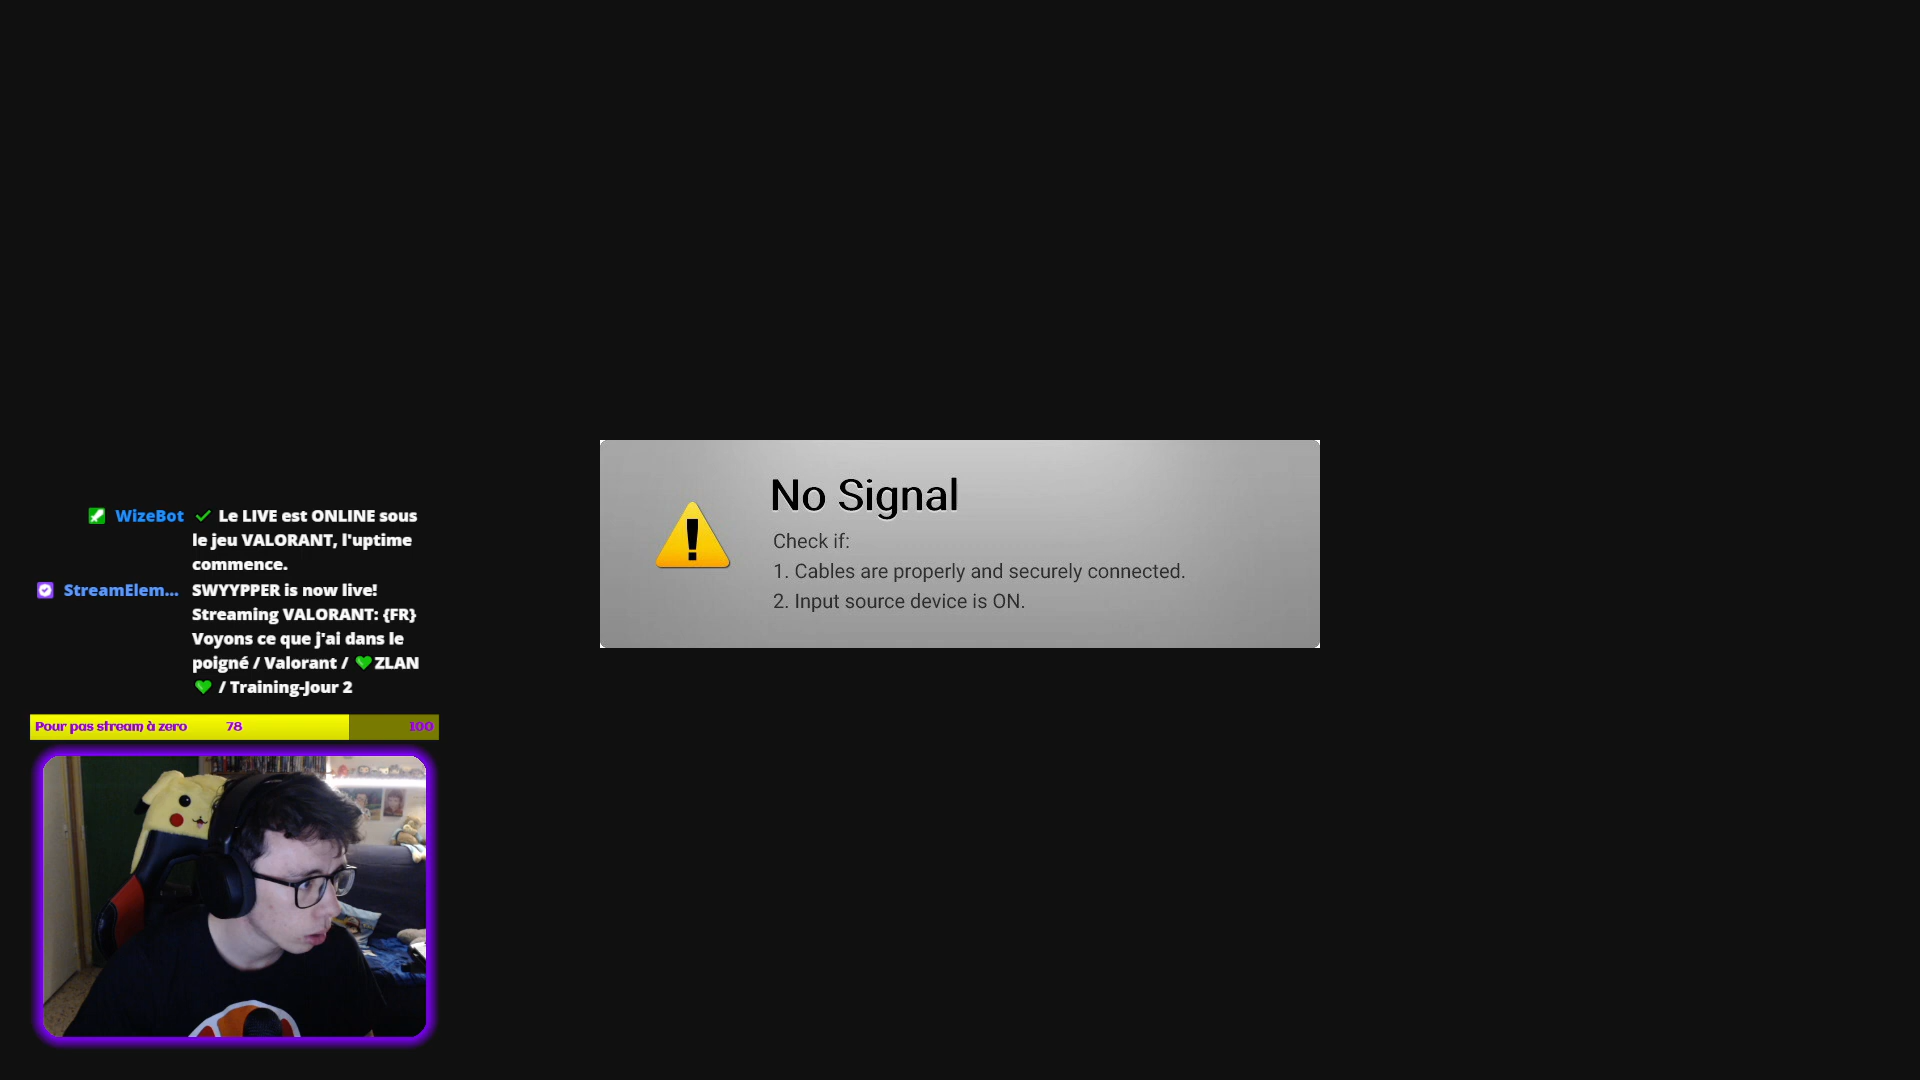 WizeBot ✓ Le LIVE est ONLINE sous
le jeu VALORANT, l'uptime
commence.
StreamElem... SWYYPPER is now live!
Streaming VALORANT: {FR}
Voyons ce que j'ai dans le
poigné / Valorant / 💚ZLAN
💚 / Training-Jour 2
Pour pas stream à zero 78 100
No Signal
Check if:
1. Cables are properly and securely connected.
2. Input source device is ON.